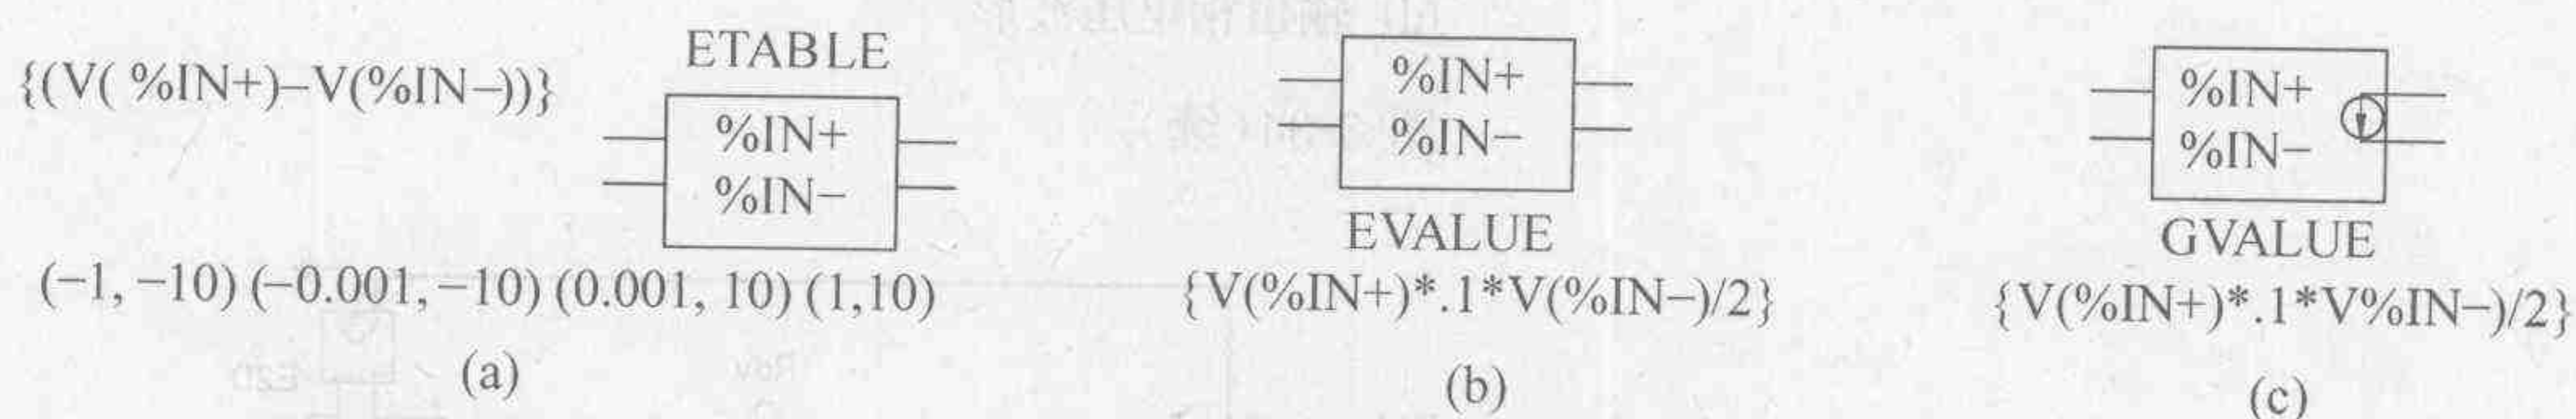 {(V( %IN+)–V(%IN–))}
ETABLE
%IN+
%IN–
(–1, –10) (–0.001, –10) (0.001, 10) (1,10)
(a)
%IN+
%IN–
EVALUE
{V(%IN+)*.1*V(%IN–)/2}
(b)
%IN+
%IN–
GVALUE
{V(%IN+)*.1*V%IN–)/2}
(c)